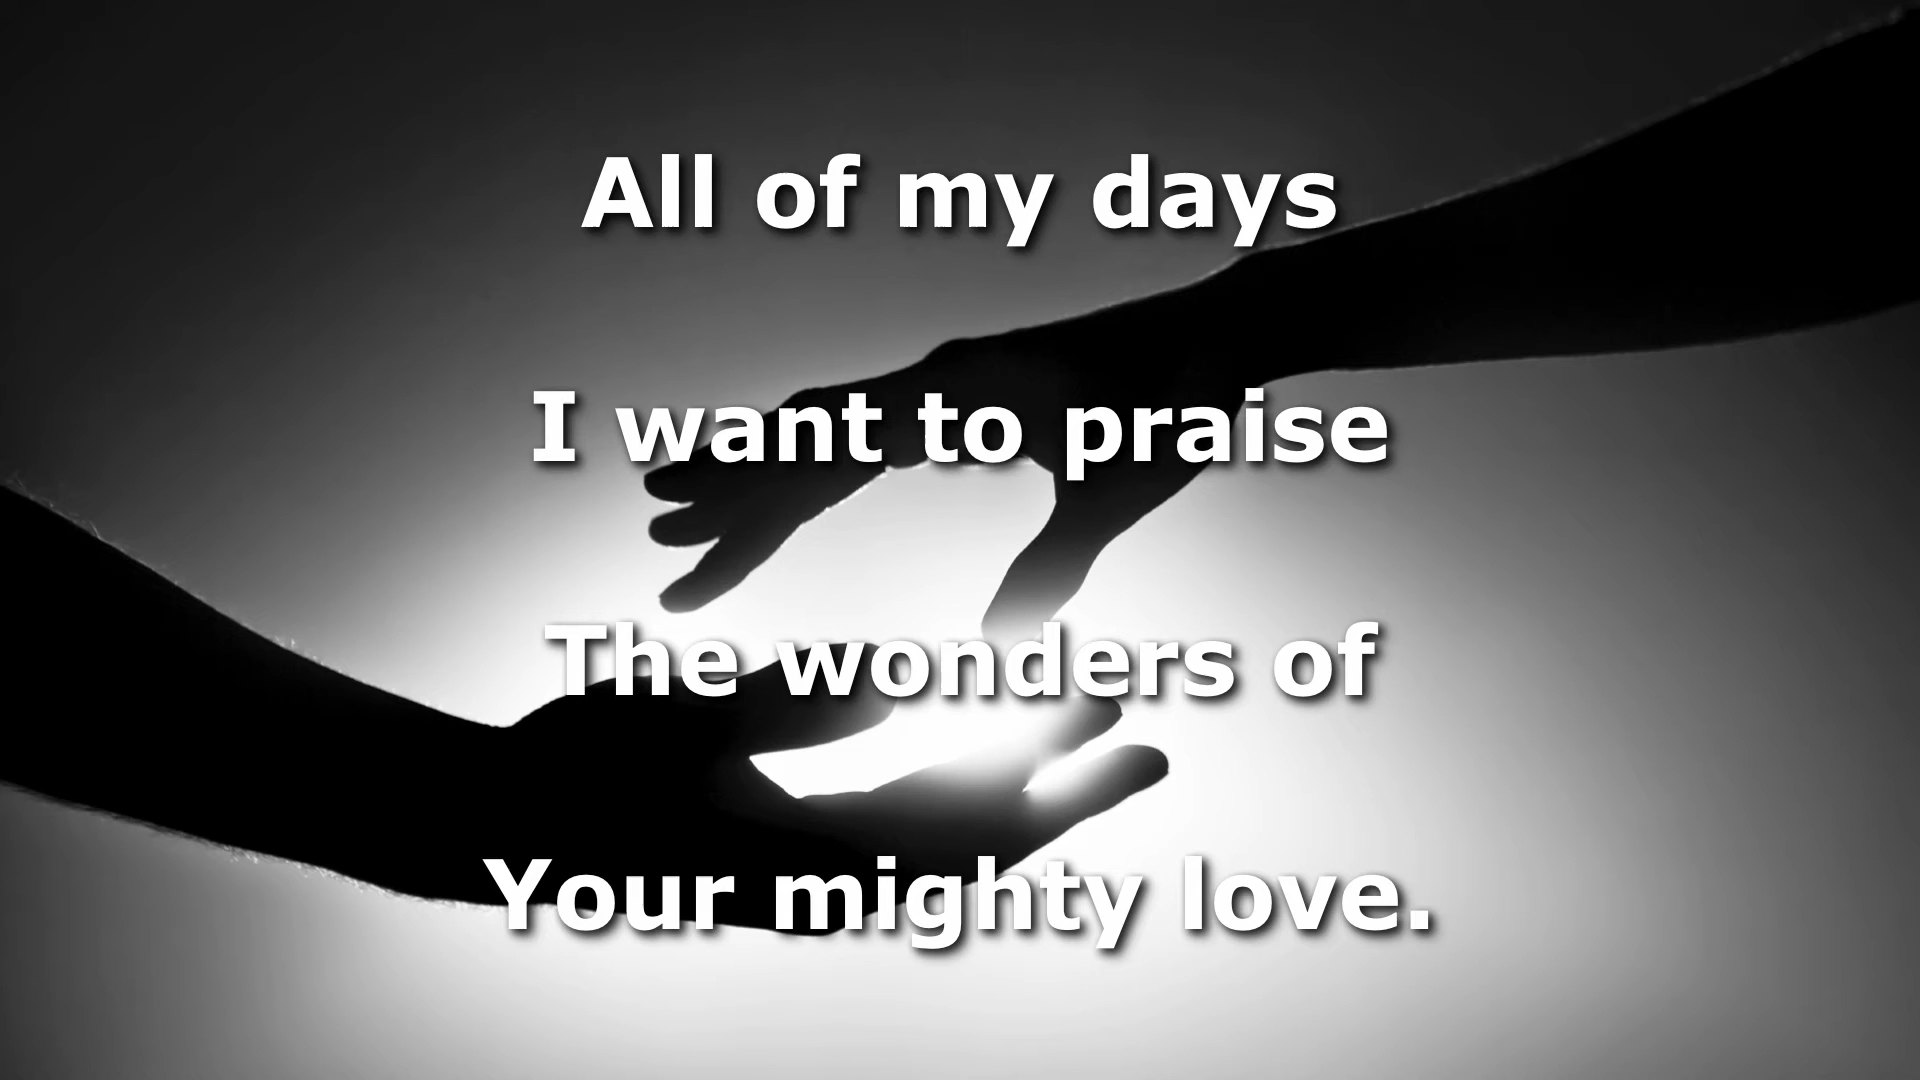 All of my days
I want to praise
The wonders of
Your mighty love.